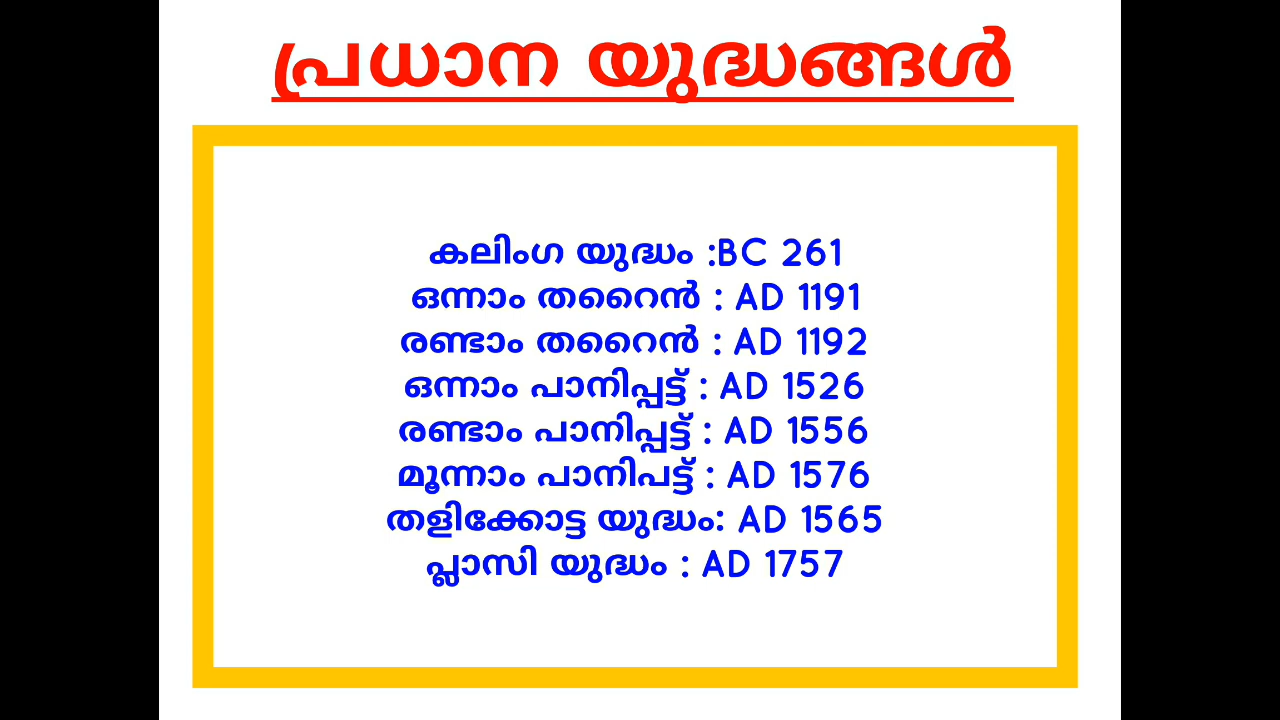 പ്രധാന യുദ്ധങ്ങൾ
കലിംഗ യുദ്ധം :BC 261
ഒന്നാം തറൈൻ : AD 1191
രണ്ടാം തറൈൻ : AD 1192
ഒന്നാം പാനിപ്പട്ട് : AD 1526
രണ്ടാം പാനിപ്പട്ട് : AD 1556
മൂന്നാം പാനിപട്ട് : AD 1576
തളിക്കോട്ട യുദ്ധം: AD 1565
പ്ലാസി യുദ്ധം : AD 1757